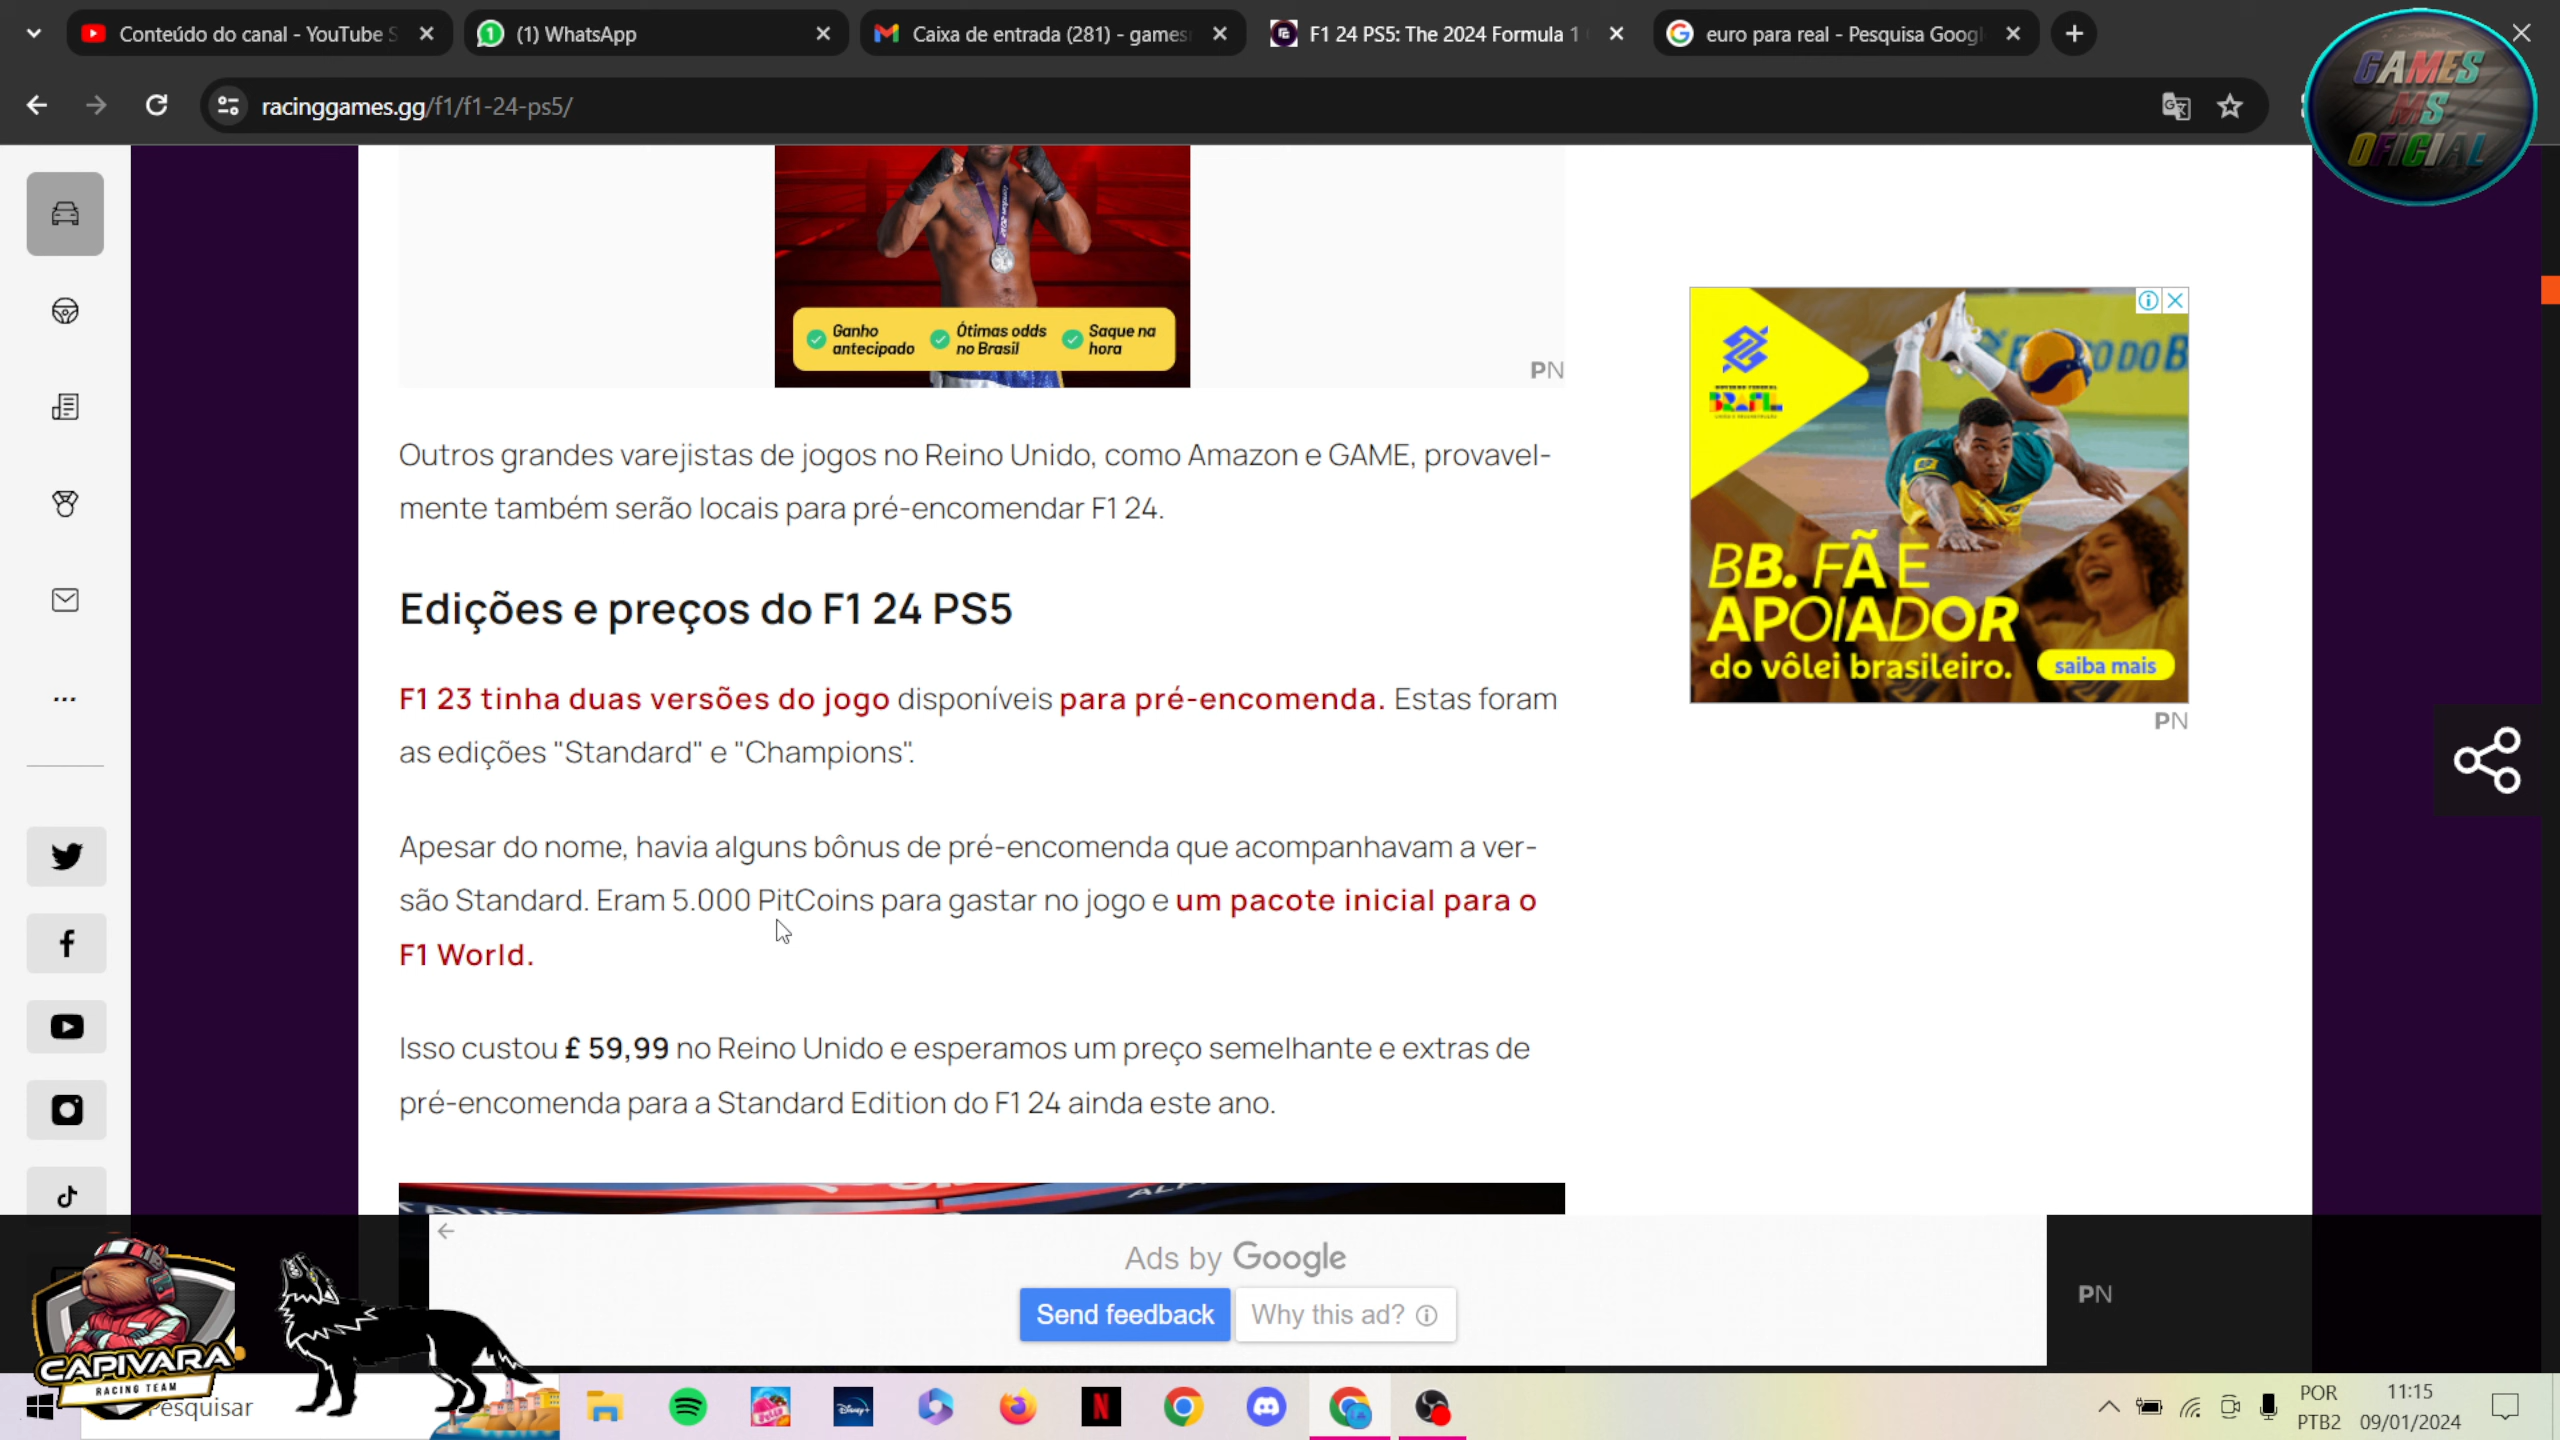 Conteúdo do canal - YouTube S
(1) WhatsApp
Caixa de entrada (281) - games
F1 24 PS5: The 2024 Formula 1
euro para real - Pesquisa Googl
racinggames.gg/f1/f1-24-ps5/
GAMES
MS
OFICIAL
Ganho antecipado
Ótimas odds no Brasil
Saque na hora
PN
Outros grandes varejistas de jogos no Reino Unido, como Amazon e GAME, provavel-
mente também serão locais para pré-encomendar F1 24.
Edições e preços do F1 24 PS5
F1 23 tinha duas versões do jogo disponíveis para pré-encomenda. Estas foram
as edições "Standard" e "Champions".
Apesar do nome, havia alguns bônus de pré-encomenda que acompanhavam a ver-
são Standard. Eram 5.000 PitCoins para gastar no jogo e um pacote inicial para o
F1 World.
Isso custou £ 59,99 no Reino Unido e esperamos um preço semelhante e extras de
pré-encomenda para a Standard Edition do F1 24 ainda este ano.
BRASIL
BB. FÃ E
APOIADOR
do vôlei brasileiro.
saiba mais
PN
Ads by Google
Send feedback
Why this ad?
PN
CAPIVARA
RACING TEAM
Pesquisar
Disney+
POR
PTB2
11:15
09/01/2024